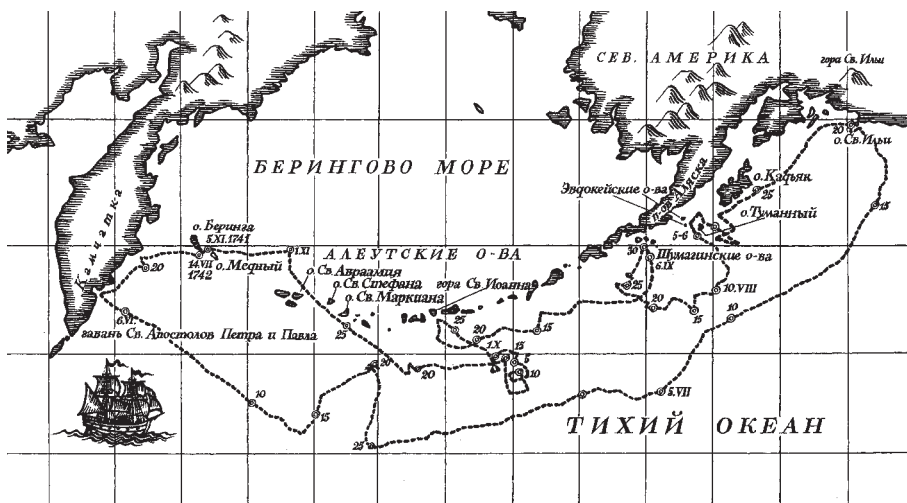 СЕВ. АМЕРИКА
гора Св. Ильи
20
о. Св. Ильи
БЕРИНГОВО МОРЕ
Камчатка
п-ов Аляска
Эвдокейские о-ва
о. Кадьяк
25
15
о. Туманный
5-6
о. Беринга
5.XI.1741
1.XI
14.VII
1742
о. Медный
20
АЛЕУТСКИЕ О-ВА
30
Шумагинские о-ва
6.IX
25
о. Св. Авраамия
о. Св. Стефана
о. Св. Маркиана
гора Св. Иоанна
10.VIII
20
15
10
6.VI.
гавань Св. Апостолов Петра и Павла
25
25
20
15
1.X
15
5
10
20
20
5.VII
10
15
25
ТИХИЙ ОКЕАН